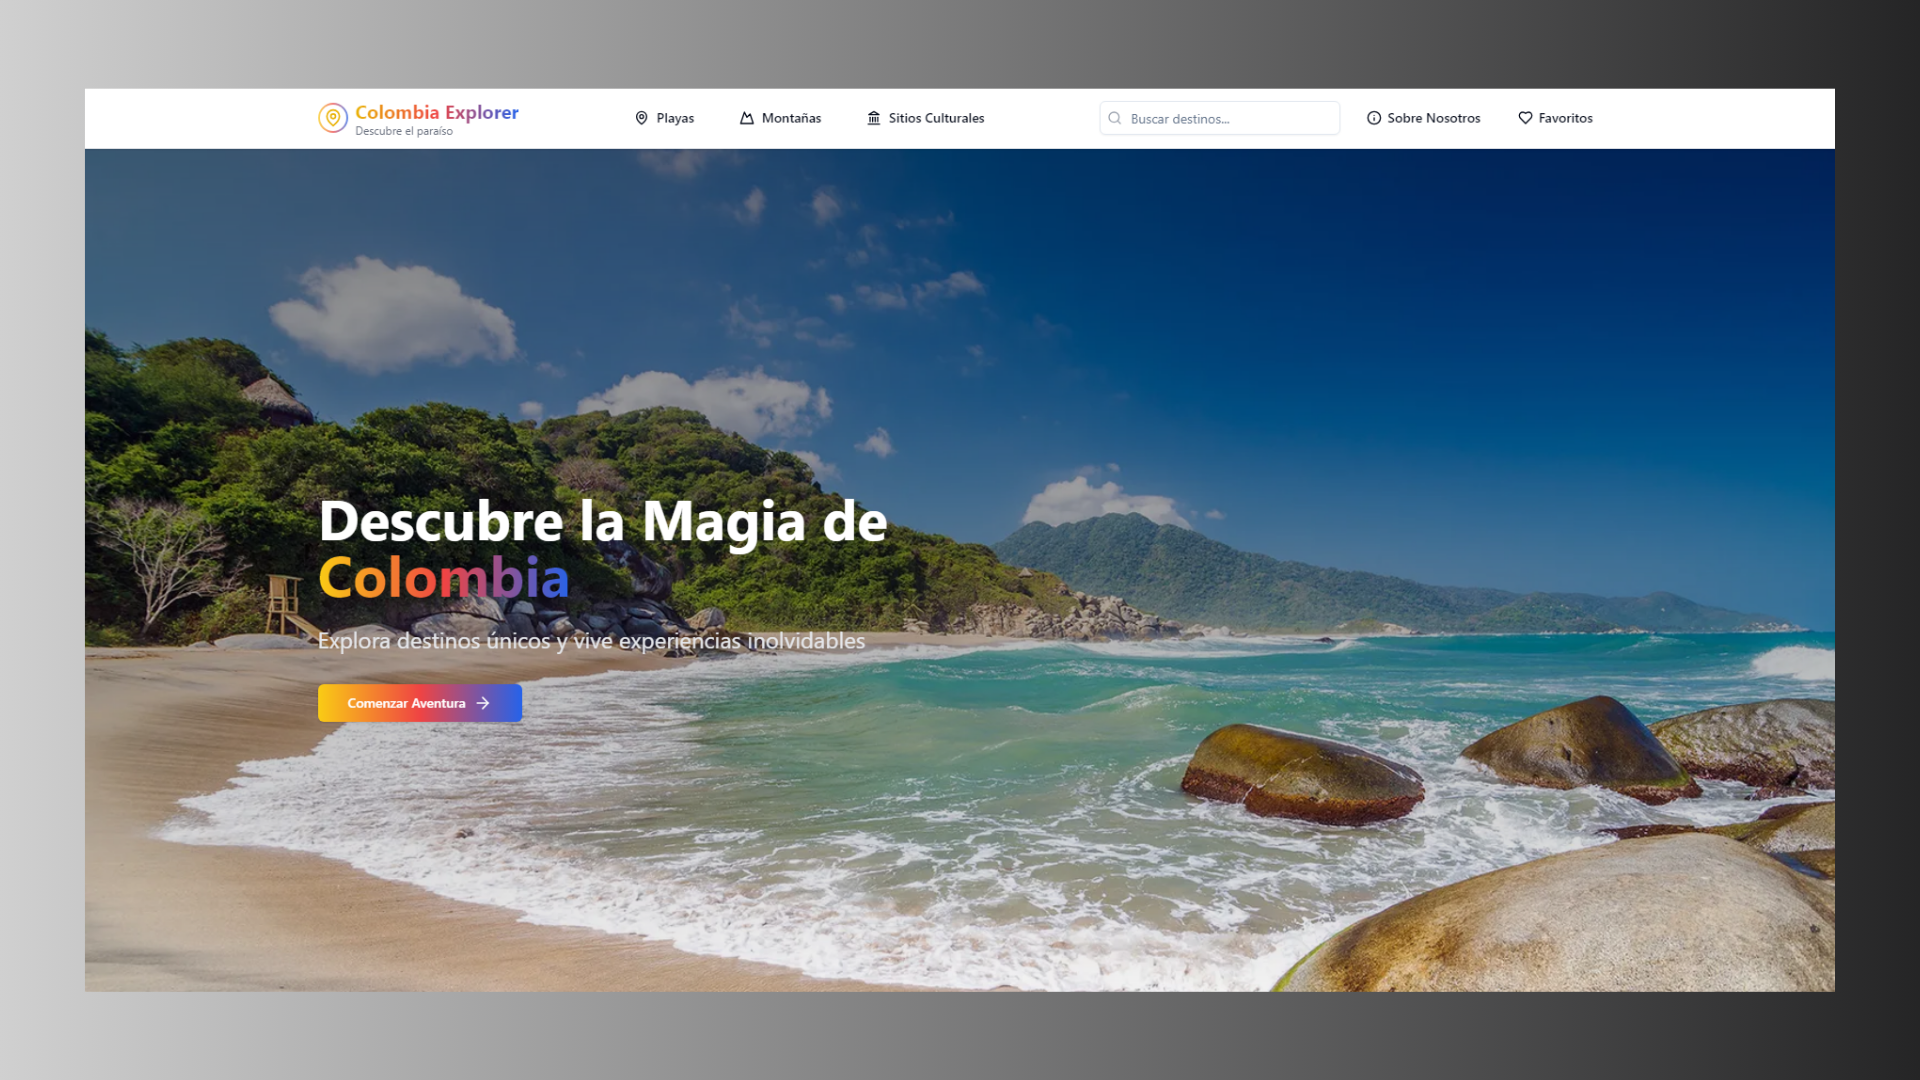 Colombia Explorer
Descubre el paraíso
Playas
Montañas
Sitios Culturales
Buscar destinos...
Sobre Nosotros
Favoritos
Descubre la Magia de
Colombia
Explora destinos únicos y vive experiencias inolvidables
Comenzar Aventura